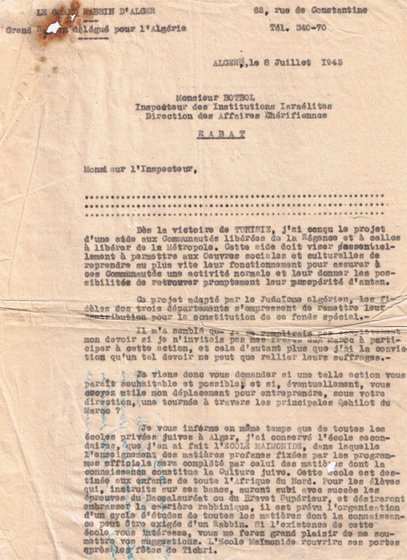 LE GRAND RABBIN D'ALGER
62, rue de Constantine
Grand Rabbin délégué pour l'Algérie
Tél. 340-70
ALGER, le 8 Juillet 1943
Monsieur BOTBOL
Inspecteur des Institutions Israélites
Direction des Affaires Chérifiennes
RABAT
Monsieur l'Inspecteur,
Dès la victoire de TUNISIE, j'ai conçu le projet
d'une aide aux Communautés libérées de la Régence et à celles
à libérer de la Métropole. Cette aide doit viser essentiel-
lement à permettre aux Oeuvres sociales et culturelles de
reprendre au plus vite leur fonctionnement pour assurer à
ces Communautés une activité normale et leur donner les pos-
sibilités de retrouver promptement leur prospérité d'antan.
Ce projet adapté par le Judaïsme algérien, les fi-
dèles des trois départements s'empressent de remettre leur
contribution pour la constitution de ce fonds spécial.
Il m'a semblé que je ne remplirais pas complètement
mon devoir si je n'invitais pas mes frères du Maroc à parti-
ciper à cette action, et cela d'autant plus que j'ai la convic-
tion qu'un tel devoir ne peut que rallier leurs suffrages.
Je viens donc vous demander si une telle action vous
paraît souhaitable et possible; et si, éventuellement, vous
croyez utile mon déplacement pour entreprendre, sous votre
direction, une tournée à travers les principales Qehilot du
Maroc ?
Je vous informe en même temps que de toutes les
écoles privées juives à Alger, j'ai conservé l'école secon-
daire, que j'en ai fait l'ECOLE MAIMONIDE, dans laquelle
l'enseignement des matières profanes fixées par les program-
mes officiels sera complété par celui des matières dont la
connaissance constitue la Culture juive. Cette école est des-
tinée aux enfants de toute l'Afrique du Nord. Pour les élèves
qui, instruits sur ses bancs, auront subi avec succès les
épreuves du Baccalauréat ou du Brevet Supérieur, et désireront
embrasser la carrière rabbinique, il est prévu l'organisation
d'un cycle d'études de toutes les matières dont la connaissan-
ce peut être exigée d'un Rabbin. Si l'existence de cette
école vous intéresse, vous me ferez grand plaisir de me sou-
mettre vos suggestions. L'Ecole Maïmonide rouvrira ses portes
après les fêtes de Tichri.